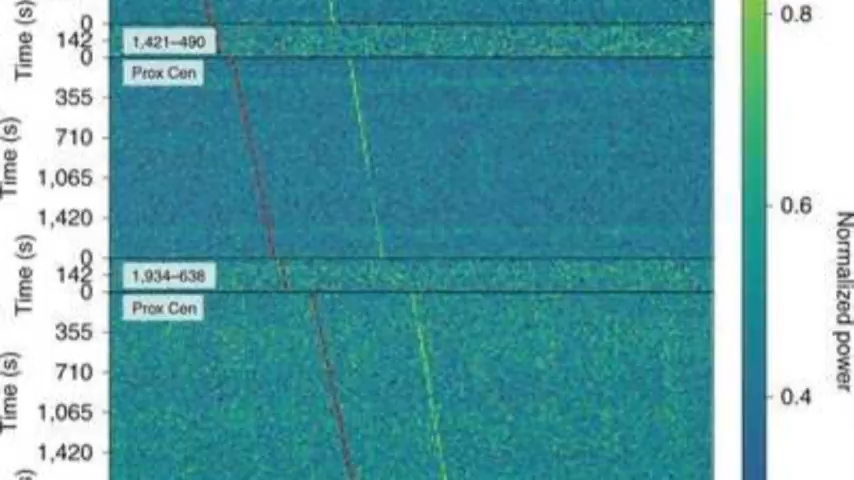 Time (s)
0
142
0
1,421–490
Prox Cen
Time (s)
355
710
1,065
1,420
Time (s)
0
142
0
1,934–638
Prox Cen
Time (s)
355
710
1,065
1,420
s)
0.8
0.6
0.4
Normalized power